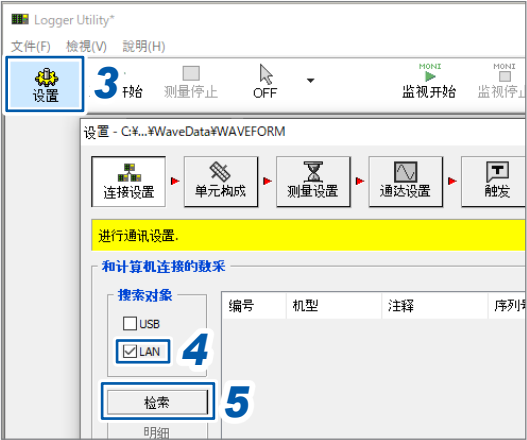 Logger Utility*
文件(F) 檢視(V) 說明(H)
设置 3 开始 测量停止 OFF MONI 监视开始 MONI 监视停止
设置 - C:¥...¥WaveData¥WAVEFORM
连接设置 单元构成 测量设置 通达设置 触发
进行通讯设置.
和计算机连接的数采
搜索对象
编号 机型 注释 序列号
USB
LAN 4
检索 5
明细